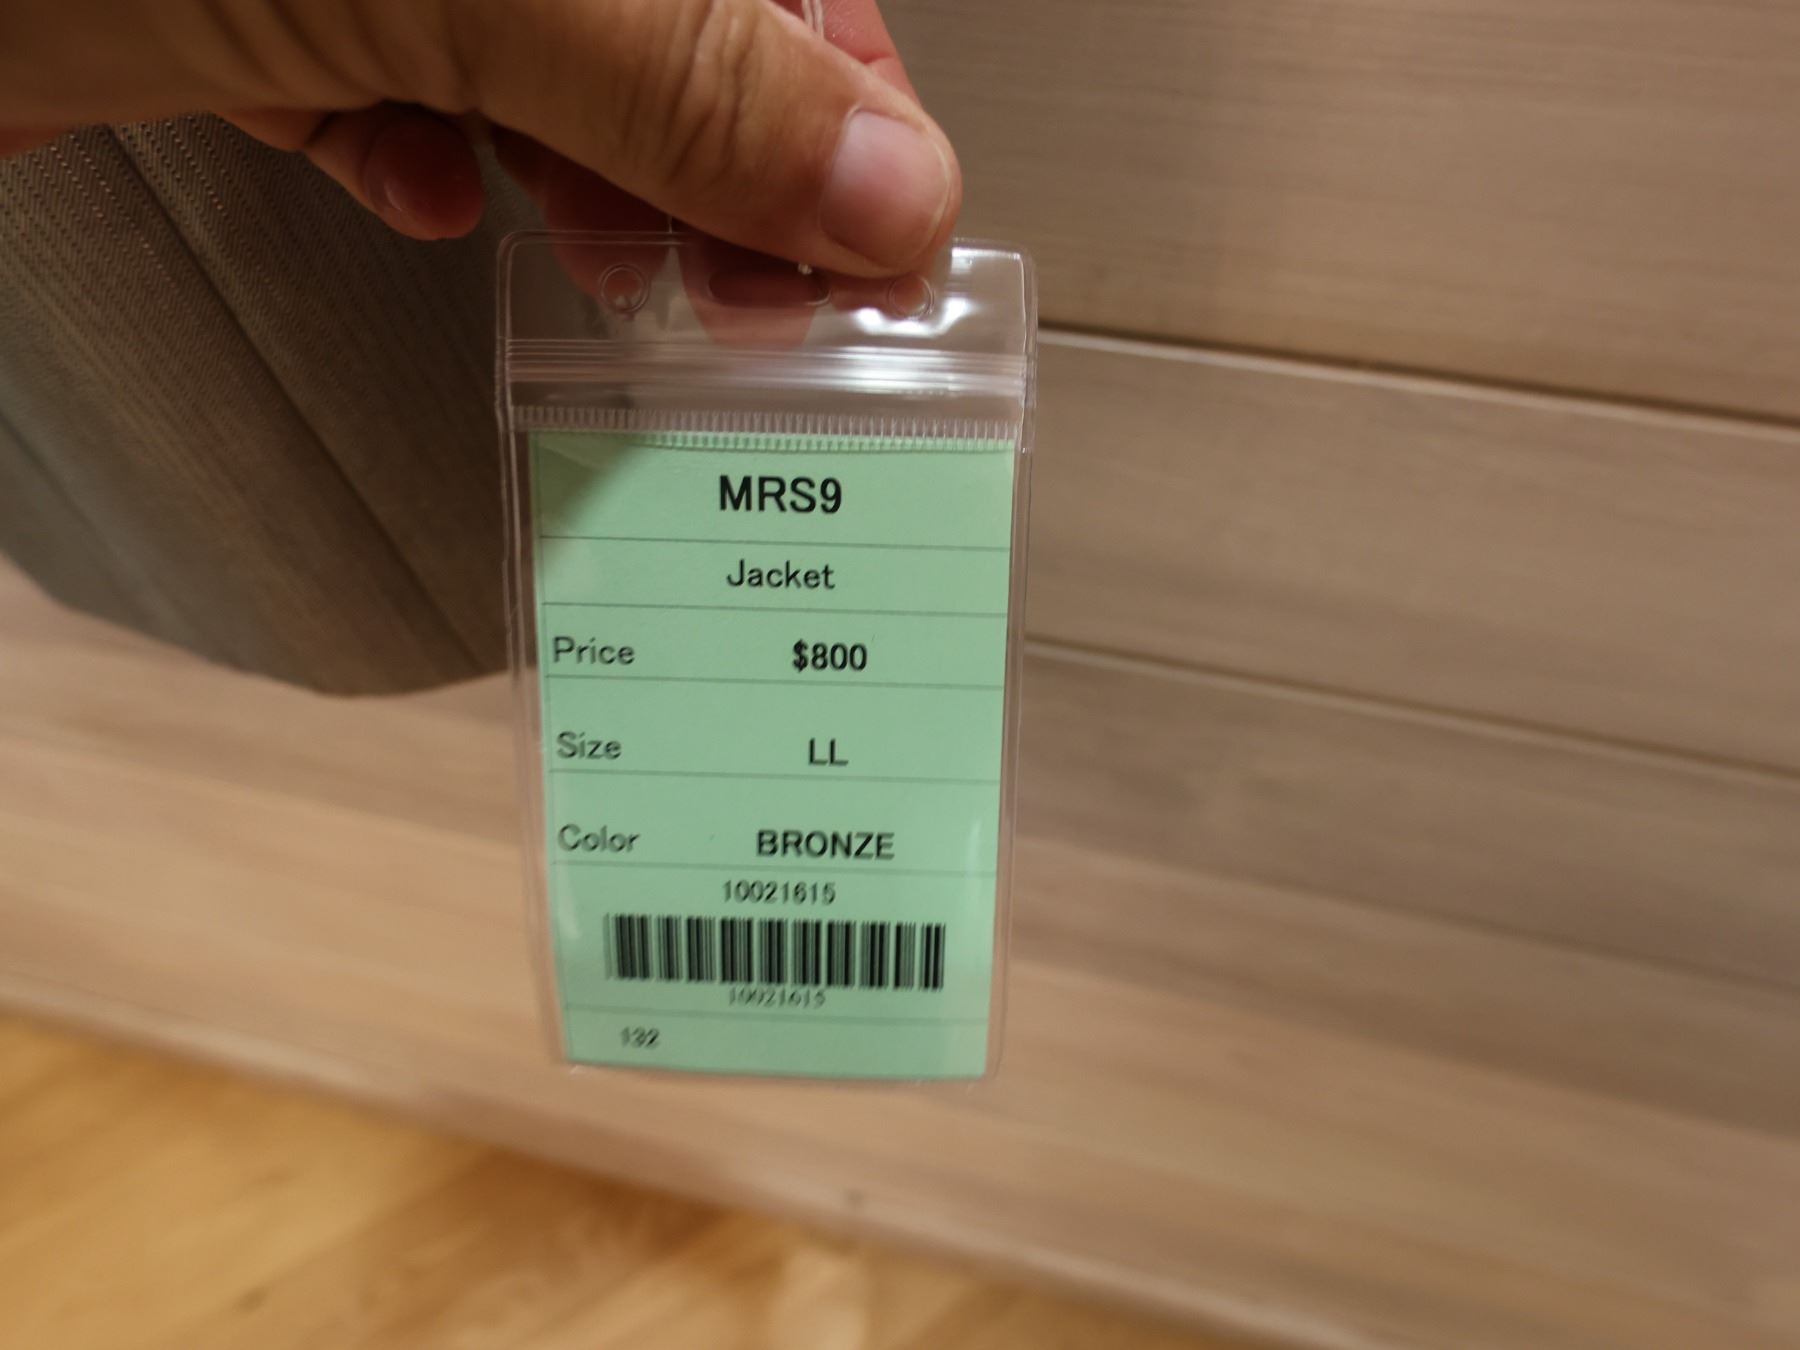 MRS9
Jacket
Price $800
Size LL
Color BRONZE
10021615
10021615
132